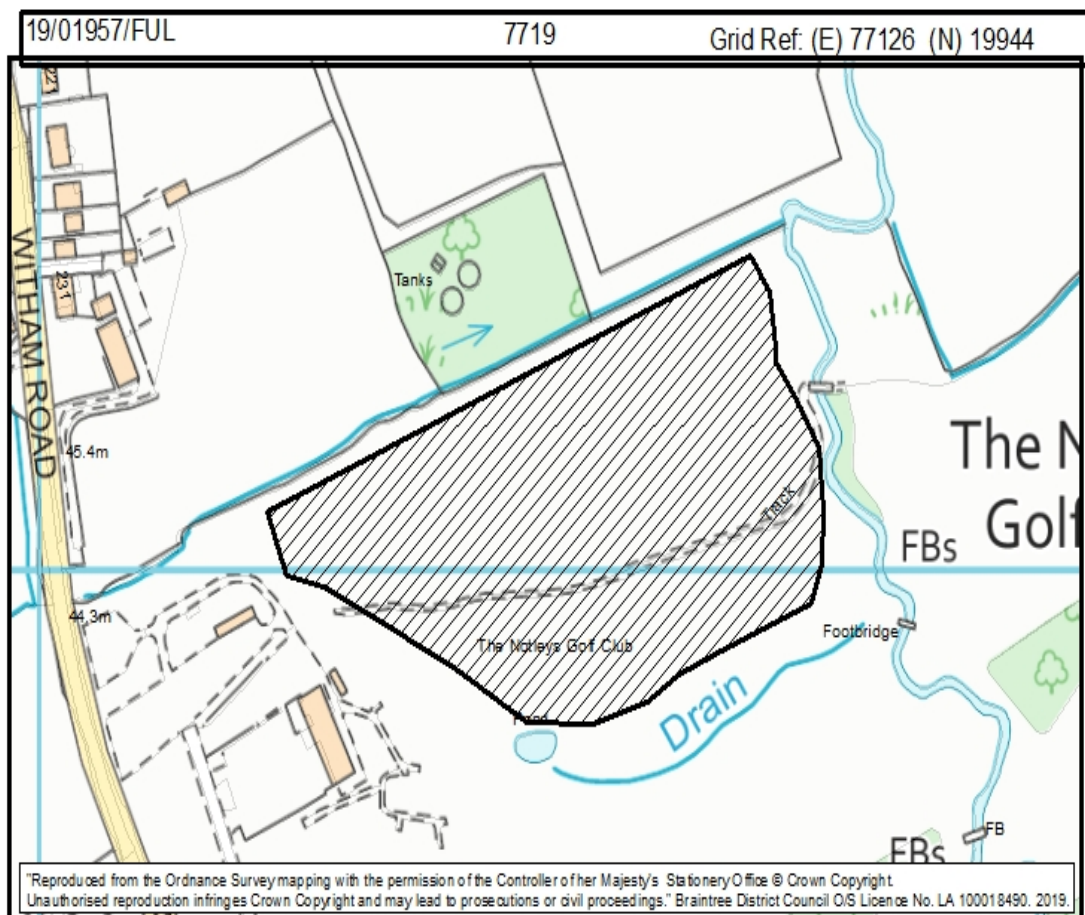 19/01957/FUL 7719 Grid Ref: (E) 77126 (N) 19944
221
Tanks
231
WITHAM ROAD
45.4m
The N
Golf
Track
FBs
44.3m
Footbridge
The Notleys Golf Club
Drain
Pond
FB
FBs
"Reproduced from the Ordnance Survey mapping with the permission of the Controller of her Majesty's Stationery Office © Crown Copyright.
Unauthorised reproduction infringes Crown Copyright and may lead to prosecutions or civil proceedings." Braintree District Council O/S Licence No. LA 100018490. 2019.